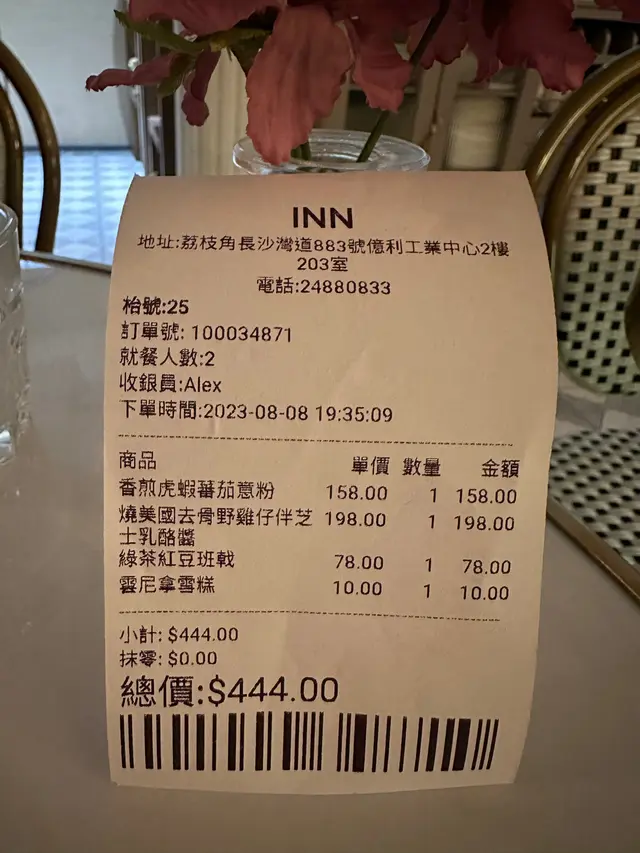 INN
地址:荔枝角長沙灣道883號億利工業中心2樓
203室
電話:24880833
枱號:25
訂單號: 100034871
就餐人數:2
收銀員:Alex
下單時間:2023-08-08 19:35:09
商品 單價 數量 金額
香煎虎蝦蕃茄薏粉 158.00 1 158.00
燒美國去骨野雞仔伴芝 198.00 1 198.00
士乳酪醬
綠茶紅豆班戟 78.00 1 78.00
雲尼拿雪糕 10.00 1 10.00
小計: $444.00
抹零: $0.00
總價:$444.00